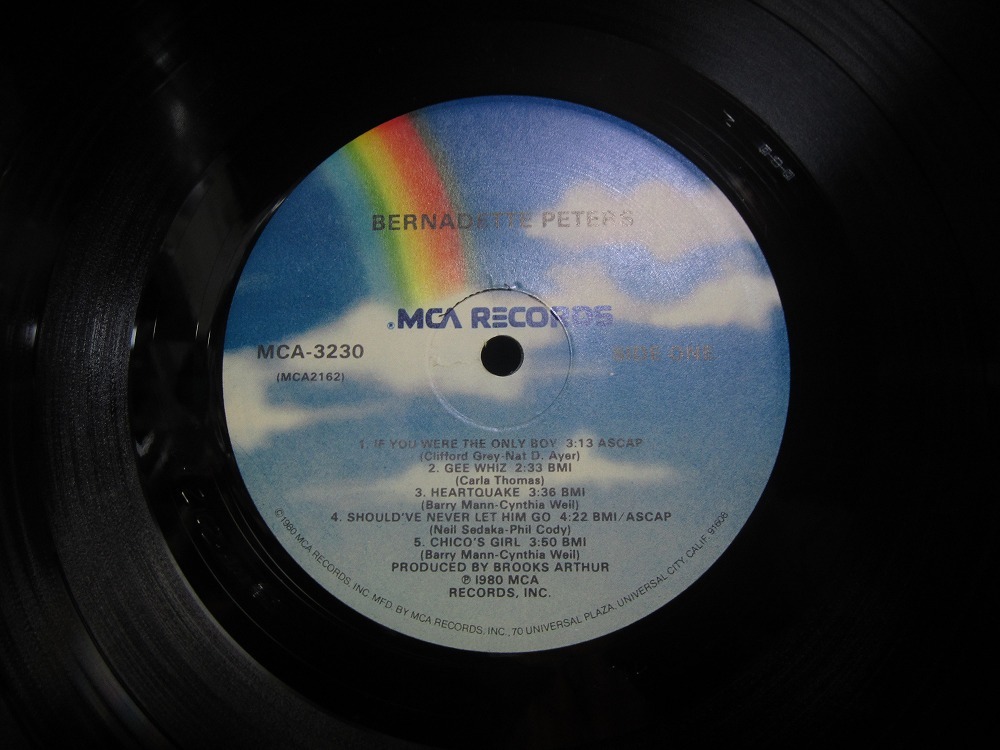 BERNADETTE PETERS
MCA RECORDS
MCA-3230
SIDE ONE
(MCA2162)
1. IF YOU WERE THE ONLY BOY 3:13 ASCAP
(Clifford Grey-Nat D. Ayer)
2. GEE WHIZ 2:33 BMI
(Carla Thomas)
3. HEARTQUAKE 3:36 BMI
(Barry Mann-Cynthia Weil)
4. SHOULD'VE NEVER LET HIM GO 4:22 BMI/ASCAP
(Neil Sedaka-Phil Cody)
5. CHICO'S GIRL 3:50 BMI
(Barry Mann-Cynthia Weil)
PRODUCED BY BROOKS ARTHUR
℗ 1980 MCA
RECORDS, INC.
©1980 MCA RECORDS, INC. MFD. BY MCA RECORDS, INC., 70 UNIVERSAL PLAZA, UNIVERSAL CITY, CALIF. 91608